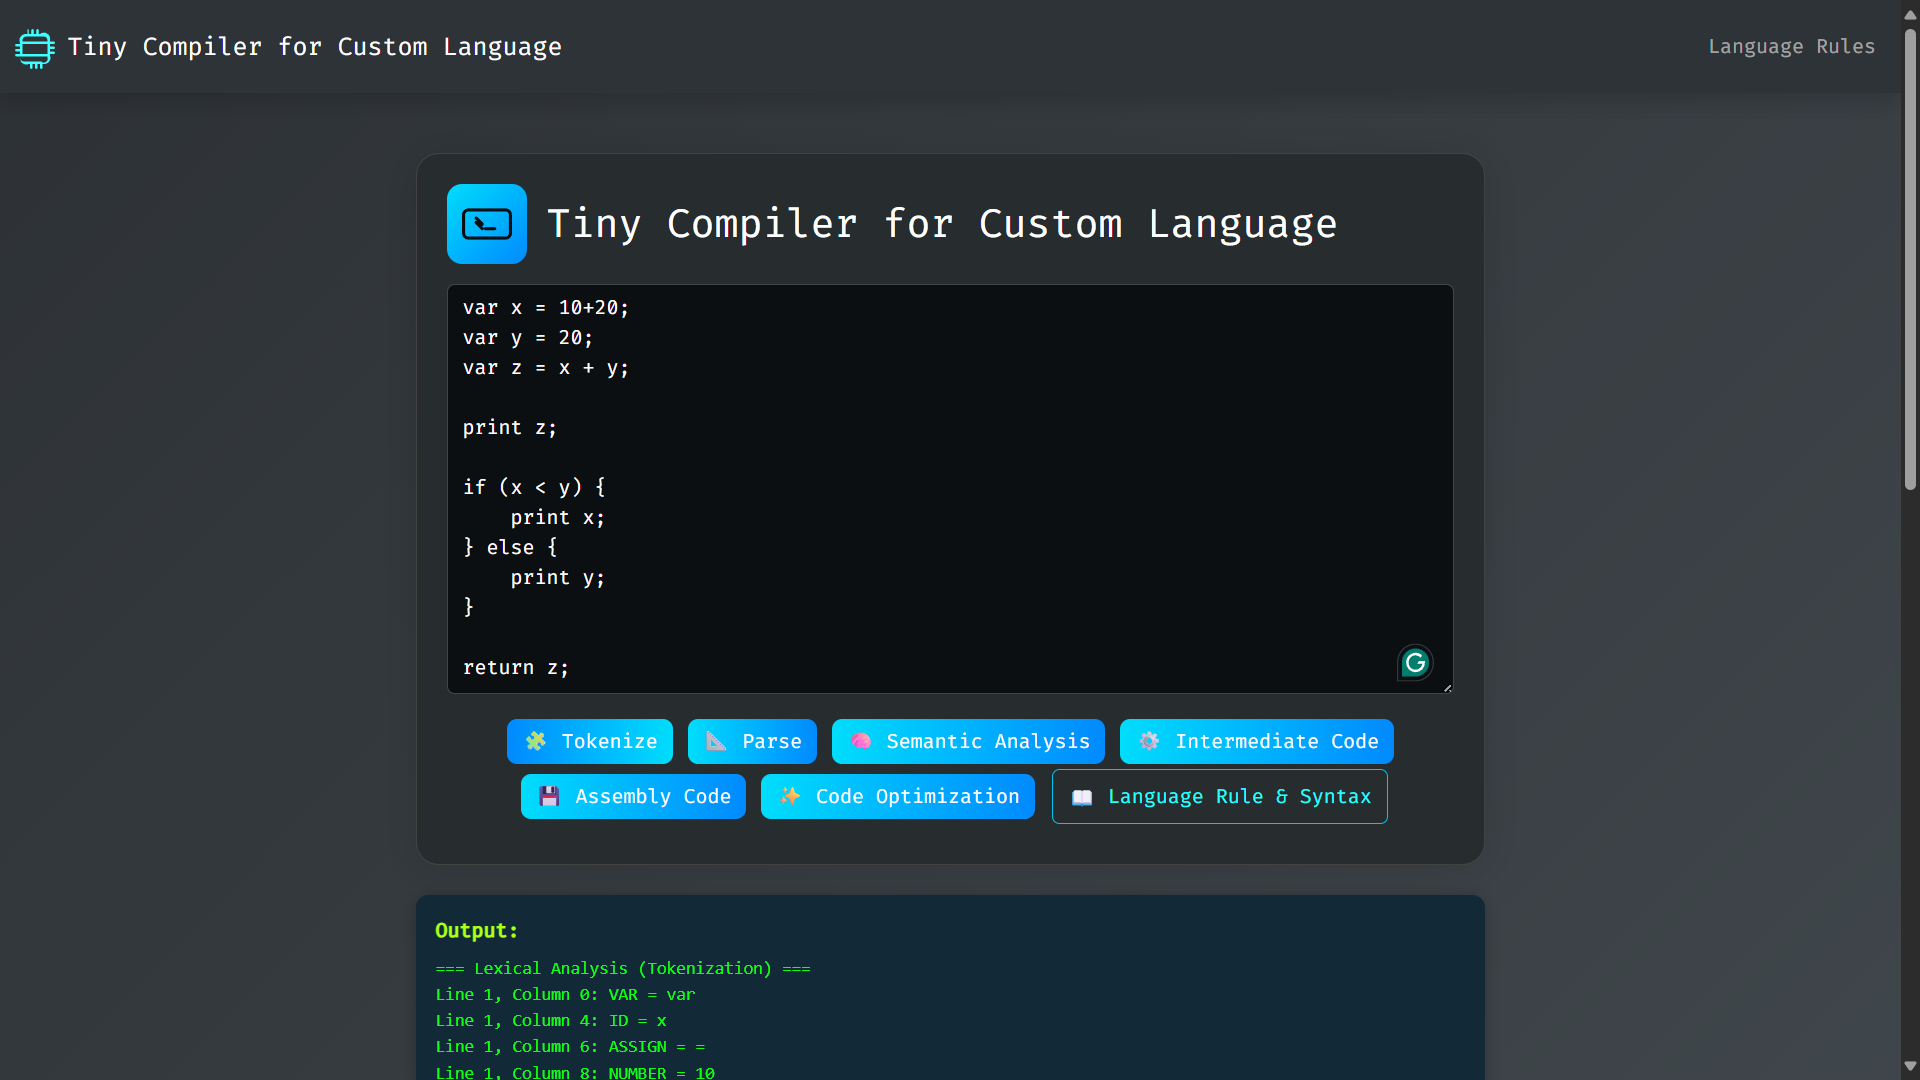 Tiny Compiler for Custom Language
Language Rules
Tiny Compiler for Custom Language
var x = 10+20;
var y = 20;
var z = x + y;
print z;
if (x < y) {
    print x;
} else {
    print y;
}
return z;
Tokenize
Parse
Semantic Analysis
Intermediate Code
Assembly Code
Code Optimization
Language Rule & Syntax
Output:
=== Lexical Analysis (Tokenization) ===
Line 1, Column 0: VAR = var
Line 1, Column 4: ID = x
Line 1, Column 6: ASSIGN = =
Line 1, Column 8: NUMBER = 10